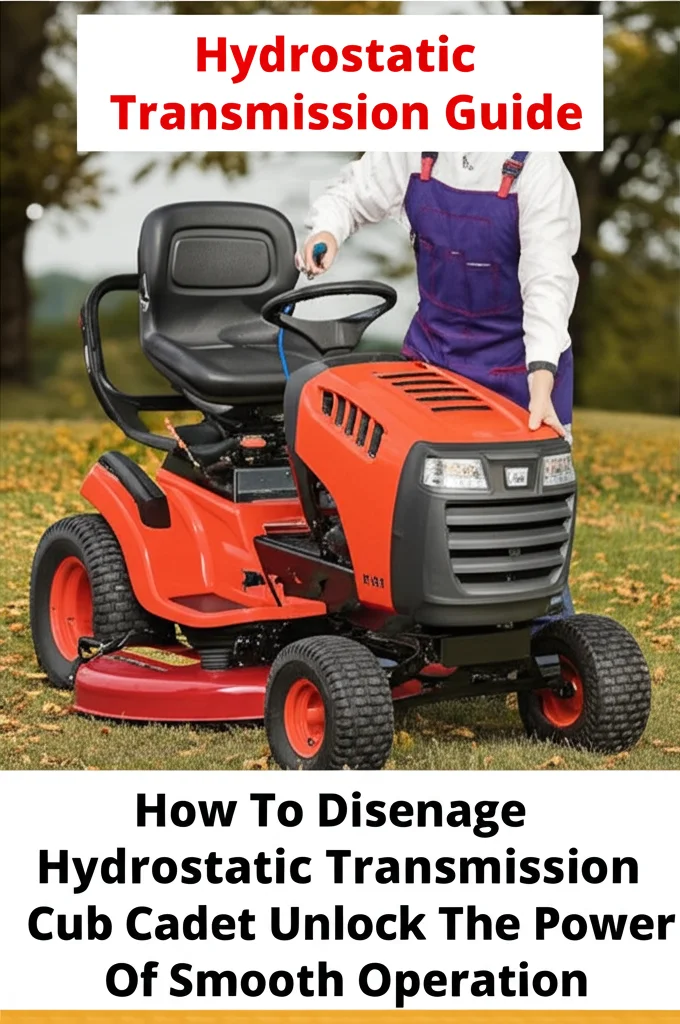 Hydrostatic
Transmission Guide
How To Disenage
Hydrostatic Transmission
Cub Cadet Unlock The Power
Of Smooth Operation